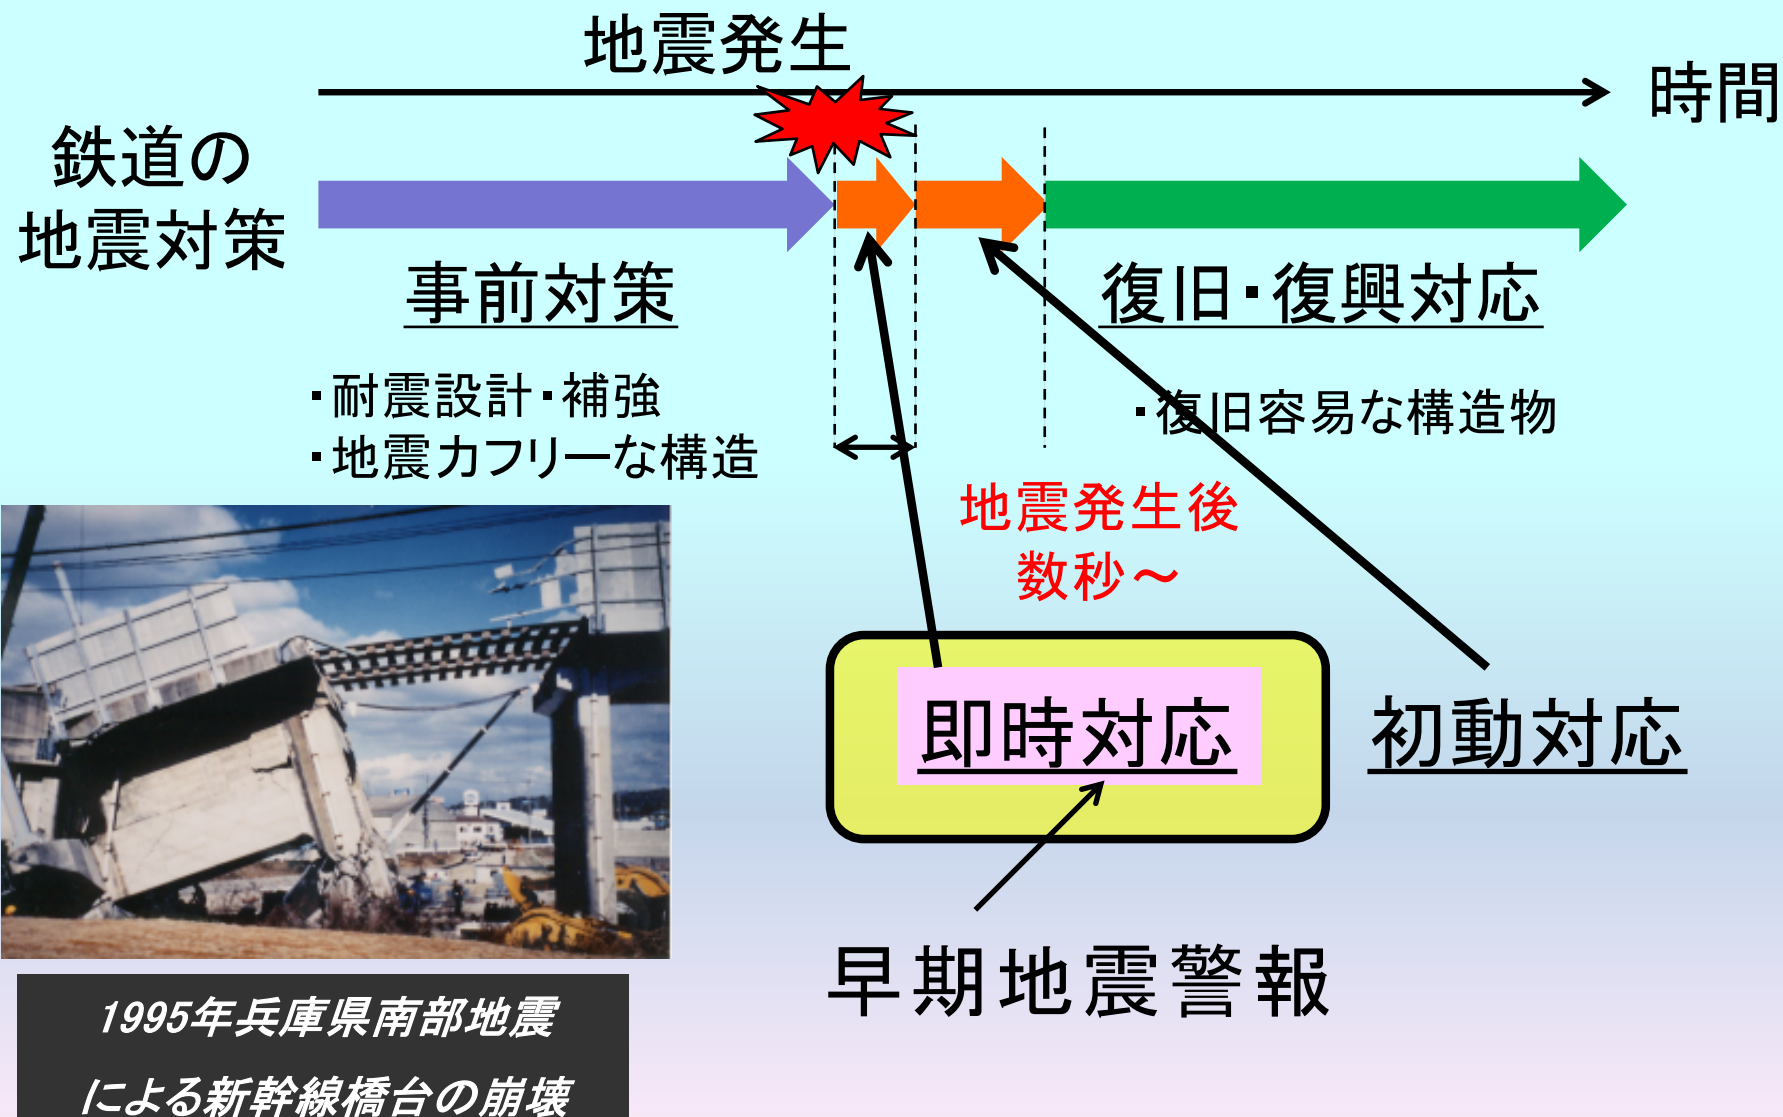 地震発生
時間
鉄道の
地震対策
事前対策
復旧・復興対応
・耐震設計・補強
・地震力フリーな構造
・復旧容易な構造物
地震発生後
数秒～
即時対応
初動対応
早期地震警報
1995年兵庫県南部地震
による新幹線橋台の崩壊